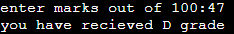 enter marks out of 100:47
you have recieved D grade